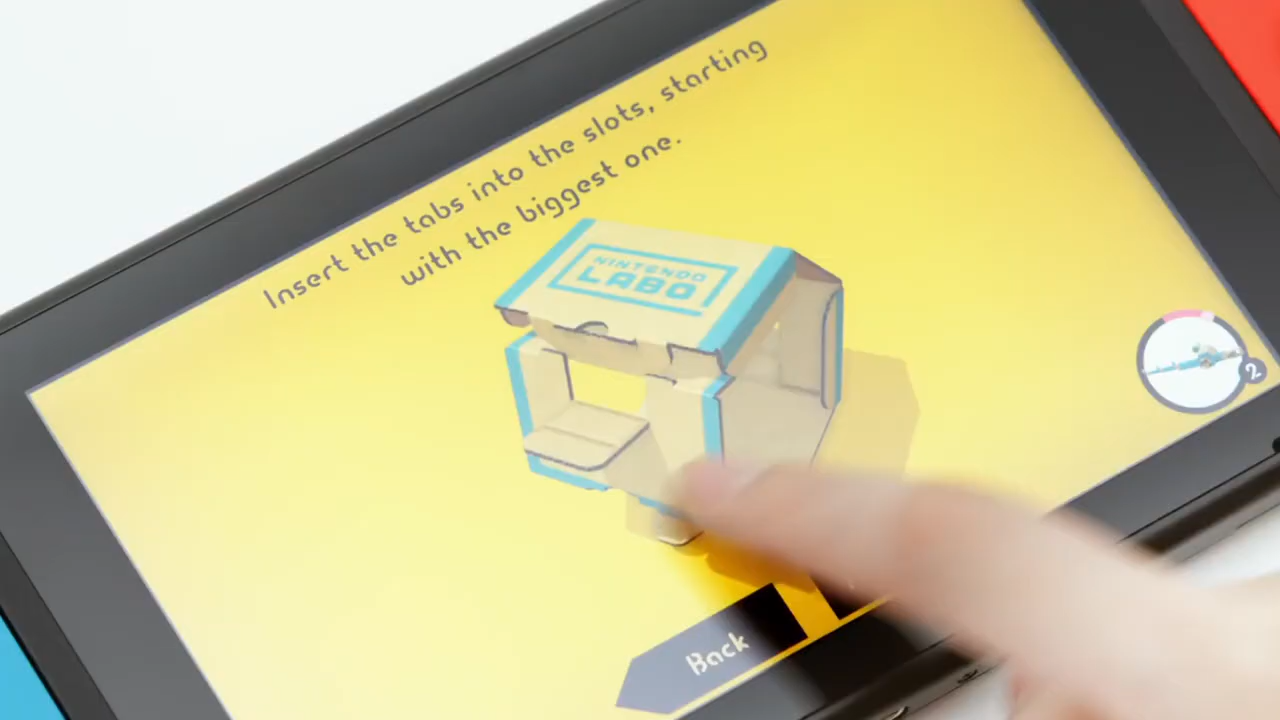 Insert the tabs into the slots, starting
with the biggest one.
NINTENDO
LABO
2
Back